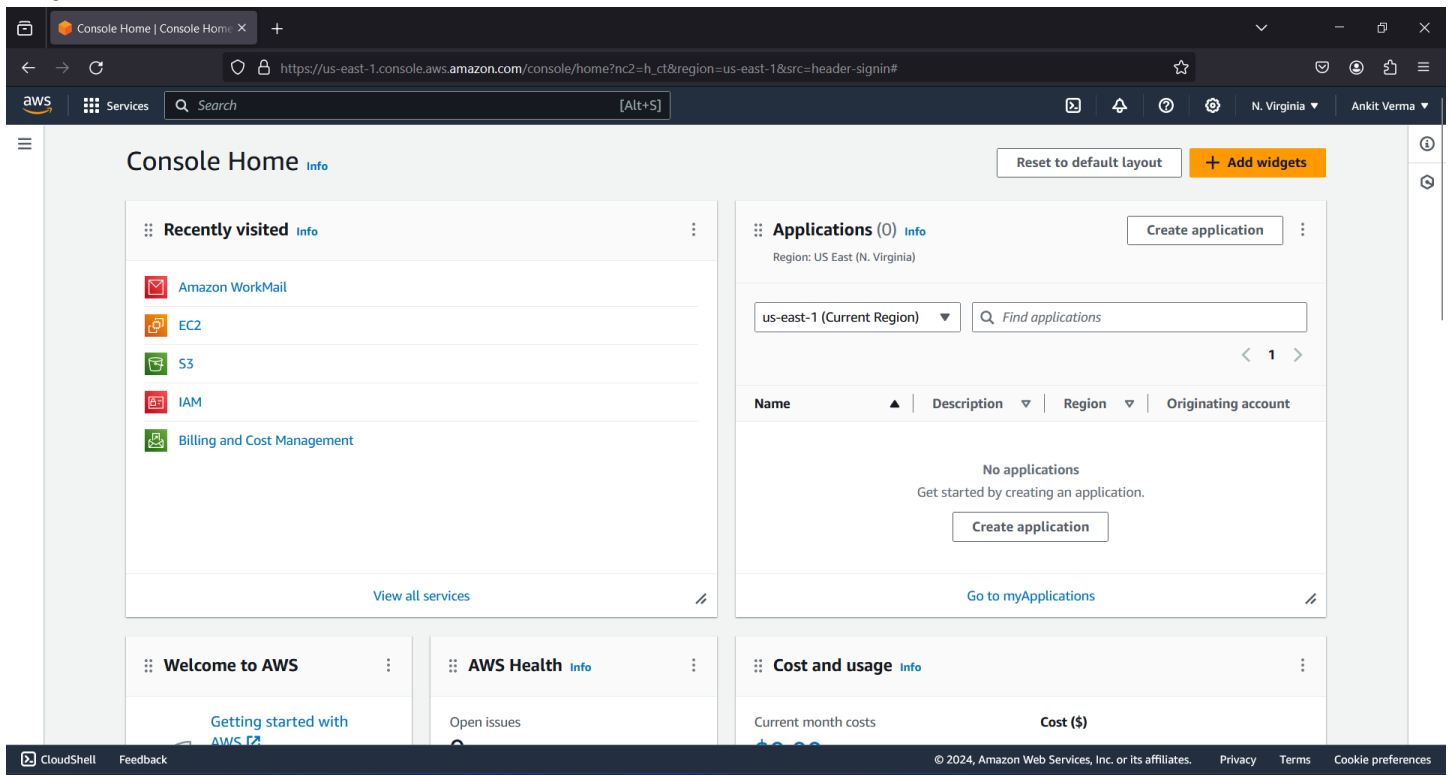 Console Home | Console Home
https://us-east-1.console.aws.amazon.com/console/home?nc2=h_ct&region=us-east-1&src=header-signin#
aws Services Search [Alt+S] N. Virginia ▼ Ankit Verma ▼
Console Home Info
Reset to default layout
+ Add widgets
Recently visited Info
Amazon WorkMail
EC2
S3
IAM
Billing and Cost Management
View all services
Applications (0) Info
Create application
Region: US East (N. Virginia)
us-east-1 (Current Region)
Find applications
1
Name Description Region Originating account
No applications
Get started by creating an application.
Create application
Go to myApplications
Welcome to AWS
Getting started with
AWS
AWS Health Info
Open issues
Cost and usage Info
Current month costs
Cost ($)
CloudShell Feedback © 2024, Amazon Web Services, Inc. or its affiliates. Privacy Terms Cookie preferences